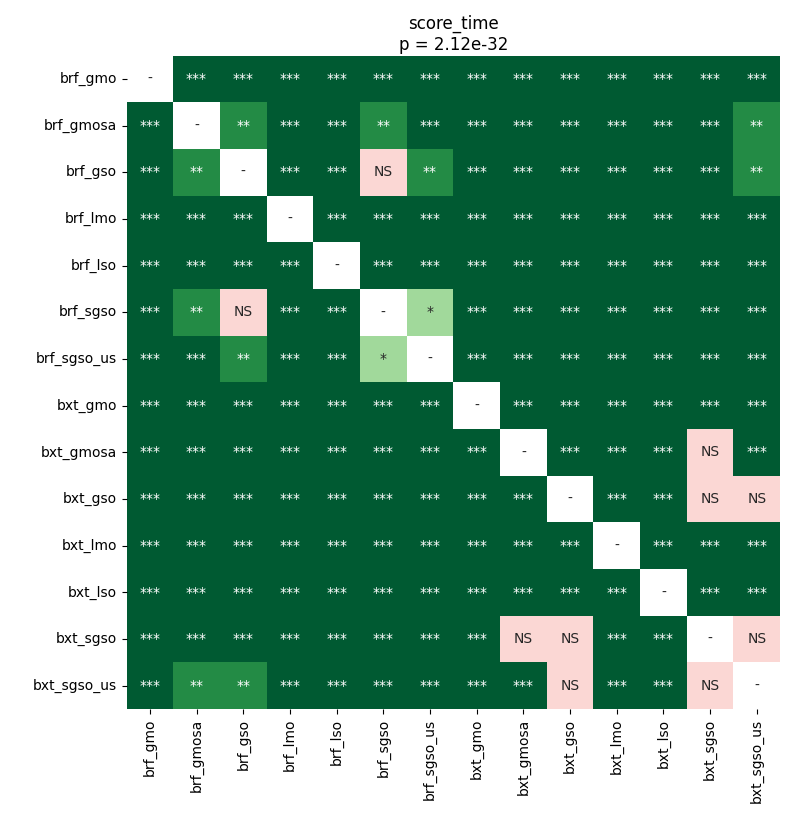 score_time
p = 2.12e-32
brf_gmo - *** *** *** *** *** *** *** *** *** *** *** *** ***
brf_gmosa *** - ** *** *** ** *** *** *** *** *** *** *** **
brf_gso *** ** - *** *** NS ** *** *** *** *** *** *** **
brf_lmo *** *** *** - *** *** *** *** *** *** *** *** *** ***
brf_lso *** *** *** *** - *** *** *** *** *** *** *** *** ***
brf_sgso *** ** NS *** *** - * *** *** *** *** *** *** ***
brf_sgso_us *** *** ** *** *** * - *** *** *** *** *** *** ***
bxt_gmo *** *** *** *** *** *** *** - *** *** *** *** *** ***
bxt_gmosa *** *** *** *** *** *** *** *** - *** *** *** NS ***
bxt_gso *** *** *** *** *** *** *** *** *** - *** *** NS NS
bxt_lmo *** *** *** *** *** *** *** *** *** *** - *** *** ***
bxt_lso *** *** *** *** *** *** *** *** *** *** *** - *** ***
bxt_sgso *** *** *** *** *** *** *** *** NS NS *** *** - NS
bxt_sgso_us *** ** ** *** *** *** *** *** *** NS *** *** NS -
brf_gmo brf_gmosa brf_gso brf_lmo brf_lso brf_sgso brf_sgso_us bxt_gmo bxt_gmosa bxt_gso bxt_lmo bxt_lso bxt_sgso bxt_sgso_us